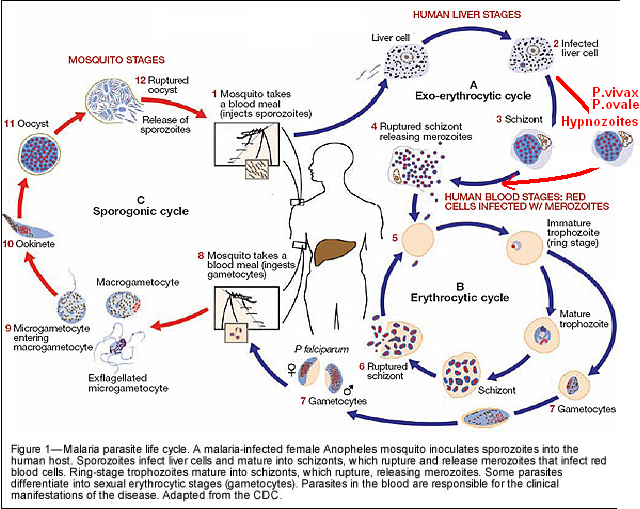 HUMAN LIVER STAGES
Liver cell
2 Infected
liver cell
MOSQUITO STAGES
12 Ruptured
oocyst
Release of
sporozoites
1 Mosquito takes
a blood meal
(injects sporozoites)
A
Exo-erythrocytic cycle
P.vivax
P.ovale
Hypnozoites
11 Oocyst
4 Ruptured schizont
releasing merozoites
3 Schizont
C
Sporogonic cycle
HUMAN BLOOD STAGES: RED
CELLS INFECTED W/ MEROZOITES
10 Ookinete
8 Mosquito takes a
blood meal (ingests
gametocytes)
5
Immature
trophozoite
(ring stage)
Macrogametocyte
B
Erythrocytic cycle
9 Microgametocyte
entering
macrogametocyte
Mature
trophozoite
Exflagellated
microgametocyte
P falciparum
♀
♂
7 Gametocytes
6 Ruptured
schizont
Schizont
7 Gametocytes
Figure 1—Malaria parasite life cycle. A malaria-infected female Anopheles mosquito inoculates sporozoites into the
human host. Sporozoites infect liver cells and mature into schizonts, which rupture and release merozoites that infect red
blood cells. Ring-stage trophozoites mature into schizonts, which rupture, releasing merozoites. Some parasites
differentiate into sexual erythrocytic stages (gametocytes). Parasites in the blood are responsible for the clinical
manifestations of the disease. Adapted from the CDC.